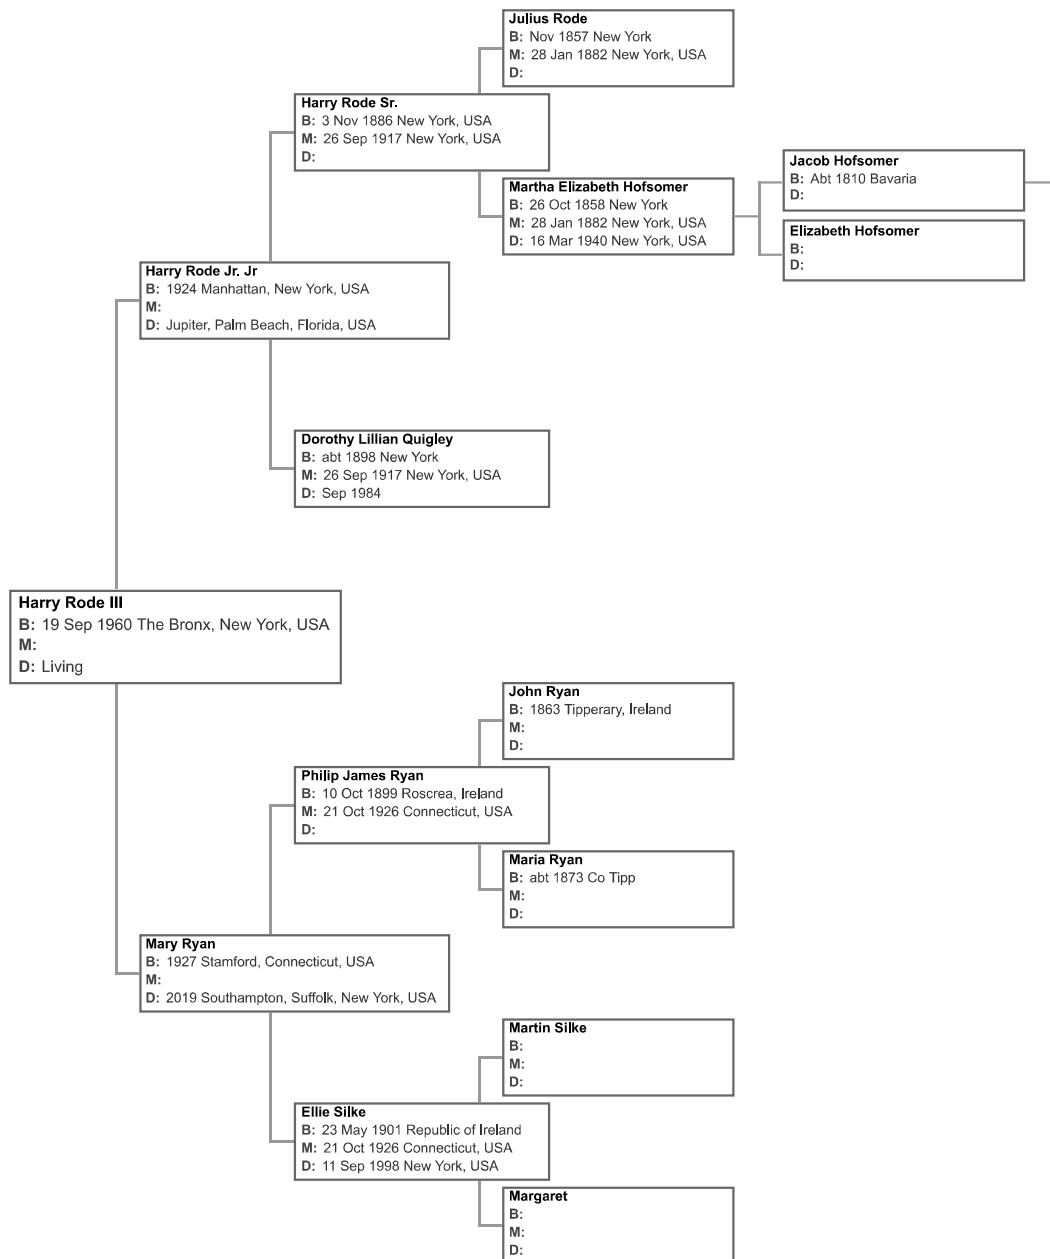 Julius Rode
B: Nov 1857 New York
M: 28 Jan 1882 New York, USA
D:
Harry Rode Sr.
B: 3 Nov 1886 New York, USA
M: 26 Sep 1917 New York, USA
D:
Jacob Hofsomer
B: Abt 1810 Bavaria
D:
Martha Elizabeth Hofsomer
B: 26 Oct 1858 New York
M: 28 Jan 1882 New York, USA
D: 16 Mar 1940 New York, USA
Elizabeth Hofsomer
B:
D:
Harry Rode Jr. Jr
B: 1924 Manhattan, New York, USA
M:
D: Jupiter, Palm Beach, Florida, USA
Dorothy Lillian Quigley
B: abt 1898 New York
M: 26 Sep 1917 New York, USA
D: Sep 1984
Harry Rode III
B: 19 Sep 1960 The Bronx, New York, USA
M:
D: Living
John Ryan
B: 1863 Tipperary, Ireland
M:
D:
Philip James Ryan
B: 10 Oct 1899 Roscrea, Ireland
M: 21 Oct 1926 Connecticut, USA
D:
Maria Ryan
B: abt 1873 Co Tipp
M:
D:
Mary Ryan
B: 1927 Stamford, Connecticut, USA
M:
D: 2019 Southampton, Suffolk, New York, USA
Martin Silke
B:
M:
D:
Ellie Silke
B: 23 May 1901 Republic of Ireland
M: 21 Oct 1926 Connecticut, USA
D: 11 Sep 1998 New York, USA
Margaret
B:
M:
D: